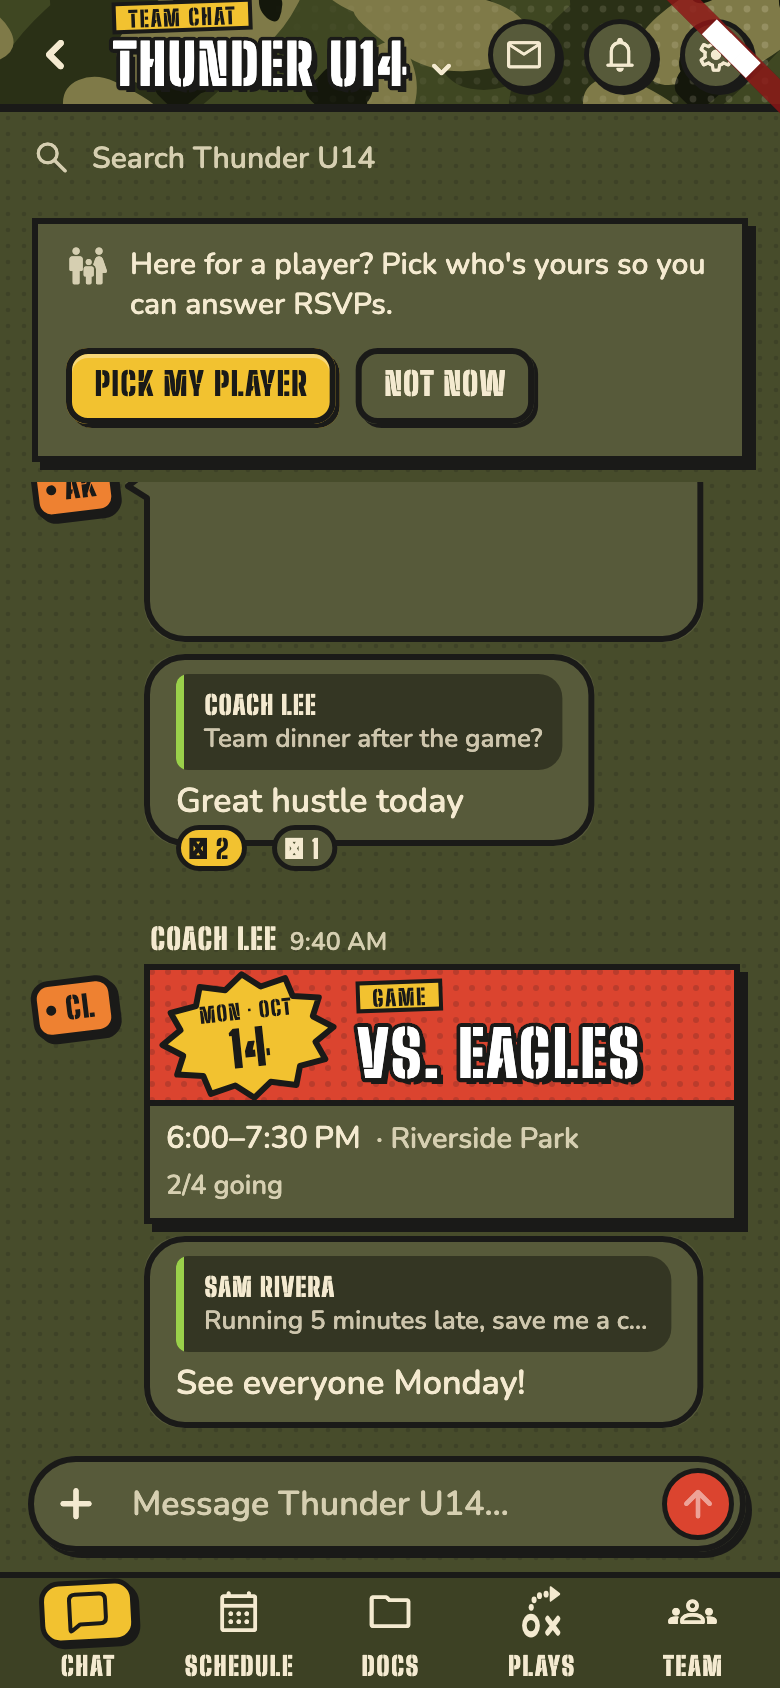 TEAM CHAT
THUNDER U14
Search Thunder U14
Here for a player? Pick who's yours so you
can answer RSVPs.
PICK MY PLAYER
NOT NOW
• AK
COACH LEE
Team dinner after the game?
Great hustle today
2
1
COACH LEE 9:40 AM
• CL
MON · OCT
14
GAME
VS. EAGLES
6:00–7:30 PM · Riverside Park
2/4 going
SAM RIVERA
Running 5 minutes late, save me a c...
See everyone Monday!
Message Thunder U14...
CHAT
SCHEDULE
DOCS
PLAYS
TEAM